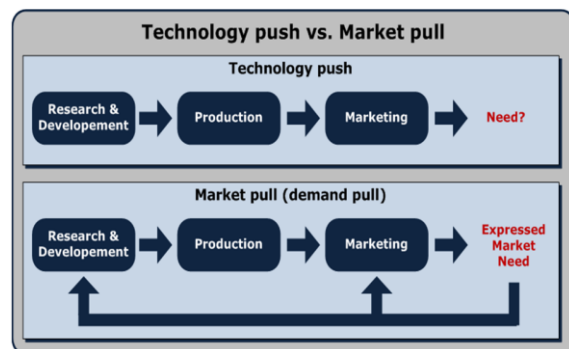 Technology push vs. Market pull
Technology push
Research &
Developement
Production
Marketing
Need?
Market pull (demand pull)
Research &
Developement
Production
Marketing
Expressed
Market
Need